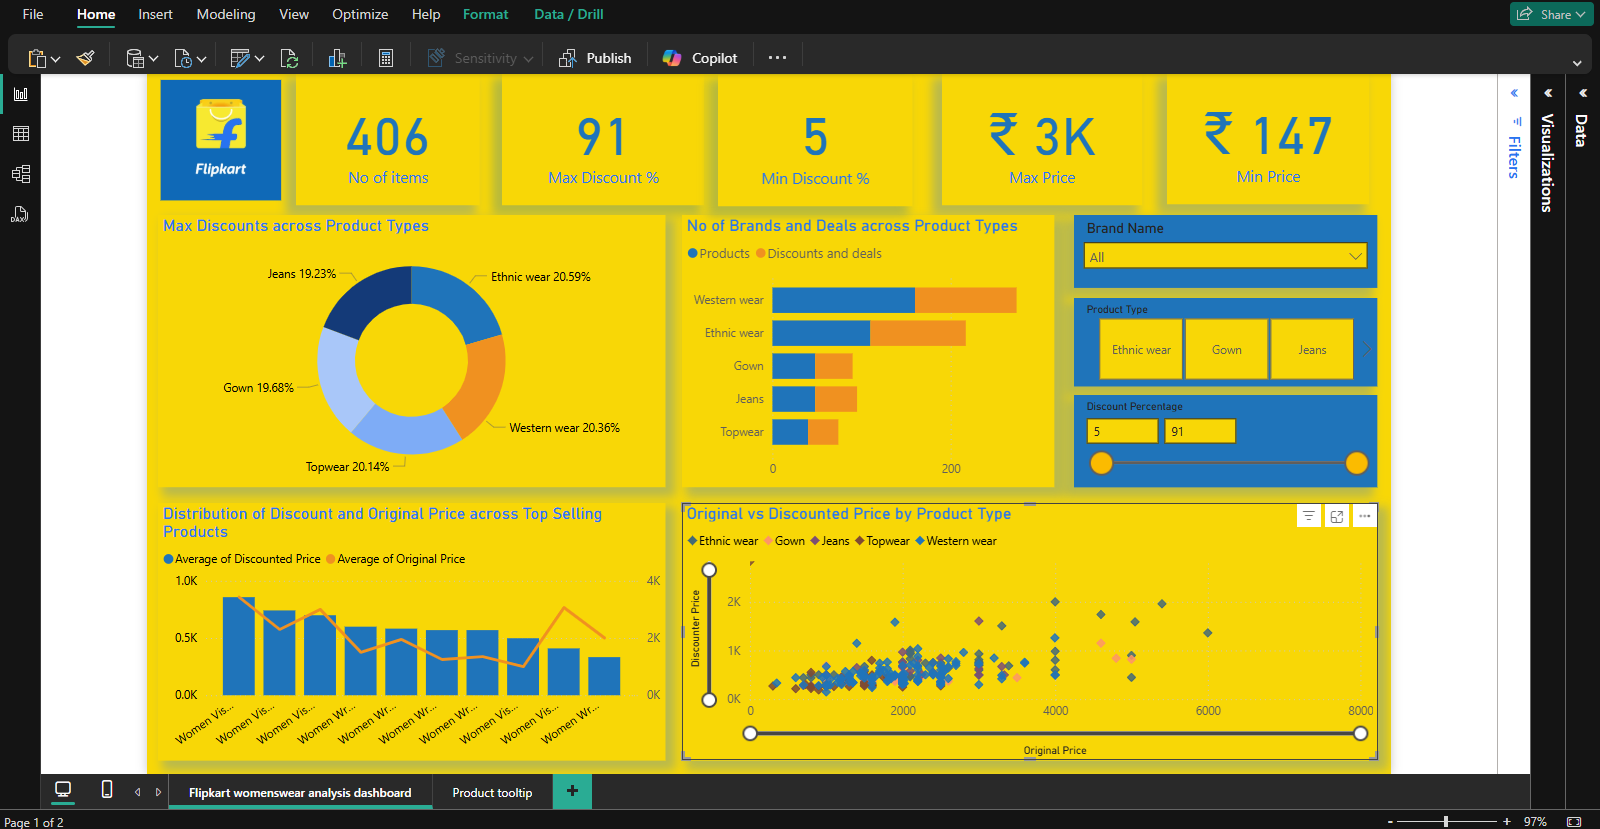 File Home Insert Modeling View Optimize Help Format Data / Drill Share
Sensitivity Publish Copilot
Flipkart
406
No of items
91
Max Discount %
5
Min Discount %
₹ 3K
Max Price
₹ 147
Min Price
Filters
Visualizations
Data
Max Discounts across Product Types
Jeans 19.23%
Ethnic wear 20.59%
Gown 19.68%
Western wear 20.36%
Topwear 20.14%
No of Brands and Deals across Product Types
Products Discounts and deals
Western wear
Ethnic wear
Gown
Jeans
Topwear
0 200
Brand Name
All
Product Type
Ethnic wear Gown Jeans
Discount Percentage
5 91
Distribution of Discount and Original Price across Top Selling
Products
Average of Discounted Price Average of Original Price
1.0K 4K
0.5K 2K
0.0K 0K
Women Vis...
Women Vis...
Women Vis...
Women Wr...
Women Wr...
Women Wr...
Women Wr...
Women Vis...
Women Vis...
Women Wr...
Original vs Discounted Price by Product Type
Ethnic wear Gown Jeans Topwear Western wear
Discounter Price
2K
1K
0K
0 2000 4000 6000 8000
Original Price
Flipkart womenswear analysis dashboard Product tooltip +
Page 1 of 2 - + 97%